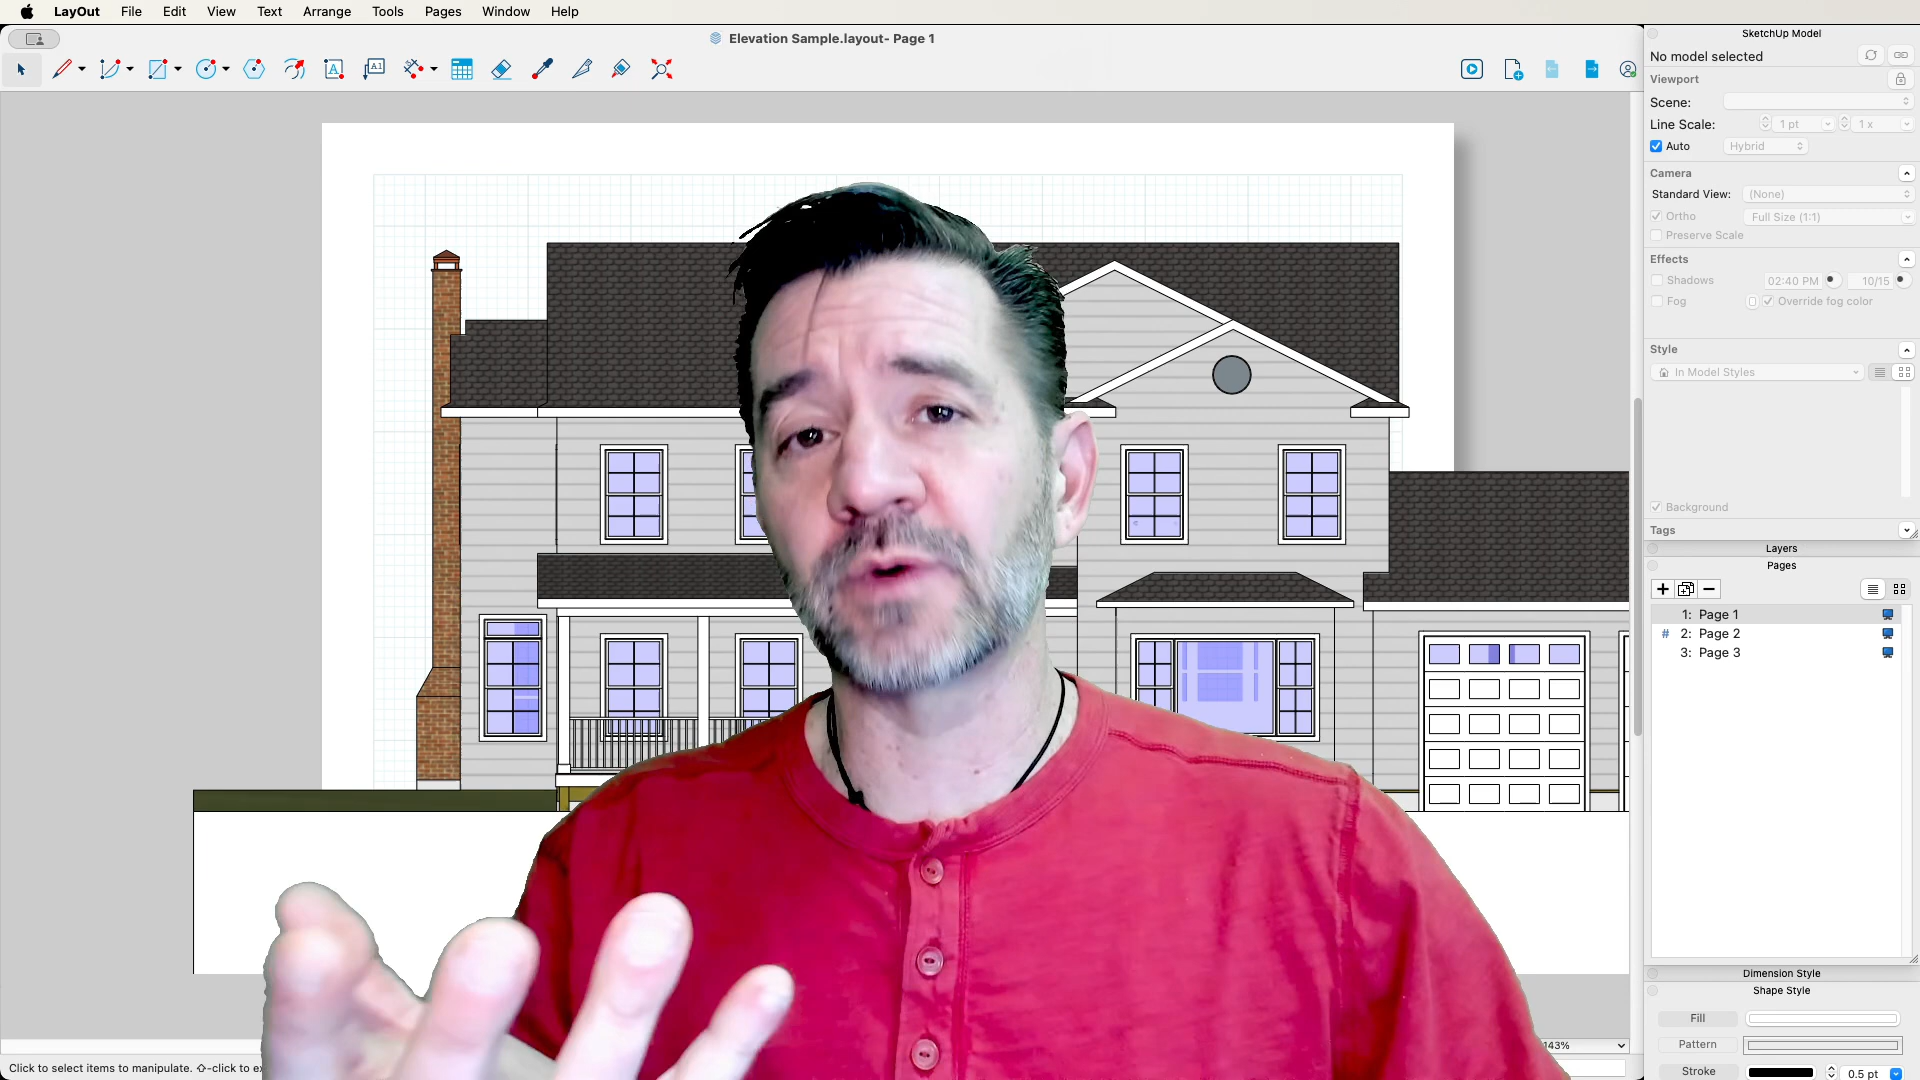 LayOut File Edit View Text Arrange Tools Pages Window Help
Elevation Sample.layout- Page 1
A
A1
SketchUp Model
No model selected
Viewport
Scene:
Line Scale: 1 pt 1 x
Auto Hybrid
Camera
Standard View: (None)
Ortho Full Size (1:1)
Preserve Scale
Effects
Shadows 02:40 PM 10/15
Fog Override fog color
Style
In Model Styles
Background
Tags
Layers
Pages
1: Page 1
# 2: Page 2
3: Page 3
Dimension Style
Shape Style
Fill
Pattern
Stroke 0.5 pt
143%
Click to select items to manipulate. ⇧-click to